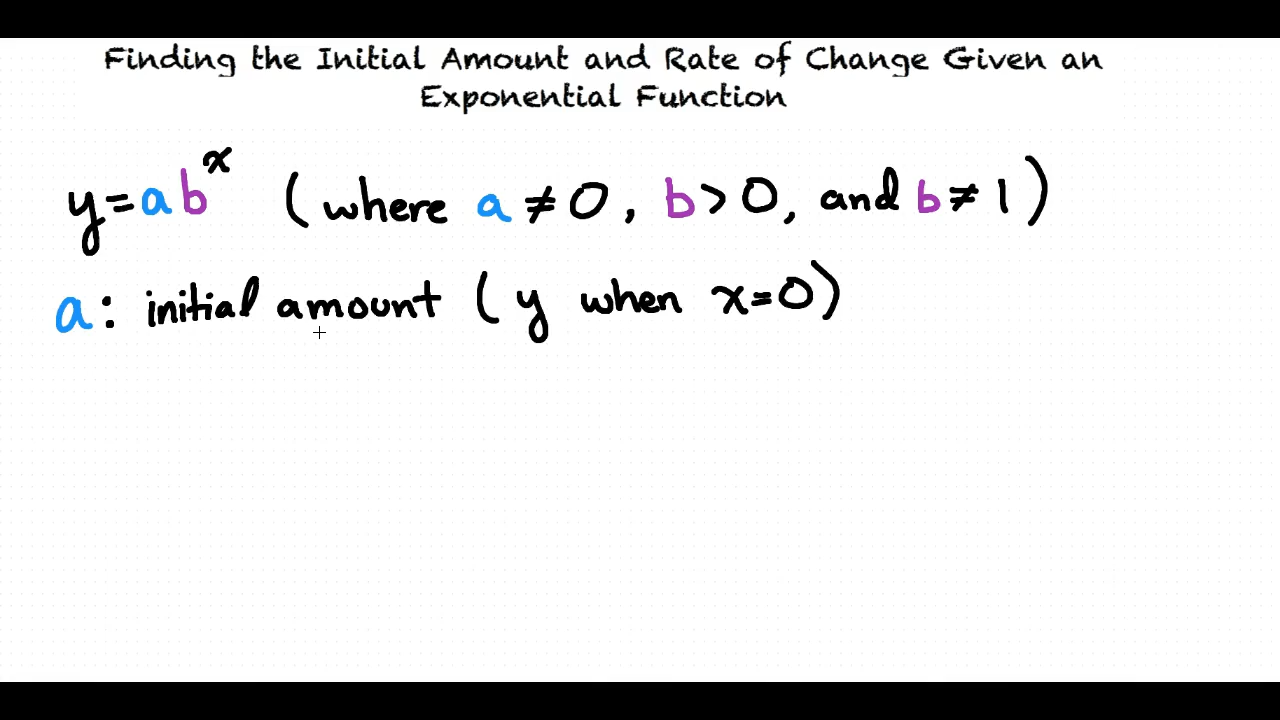 Finding the Initial Amount and Rate of Change Given an
Exponential Function
y=ab^x (where a≠0, b>0, and b≠1)
a: initial amount (y when x=0)